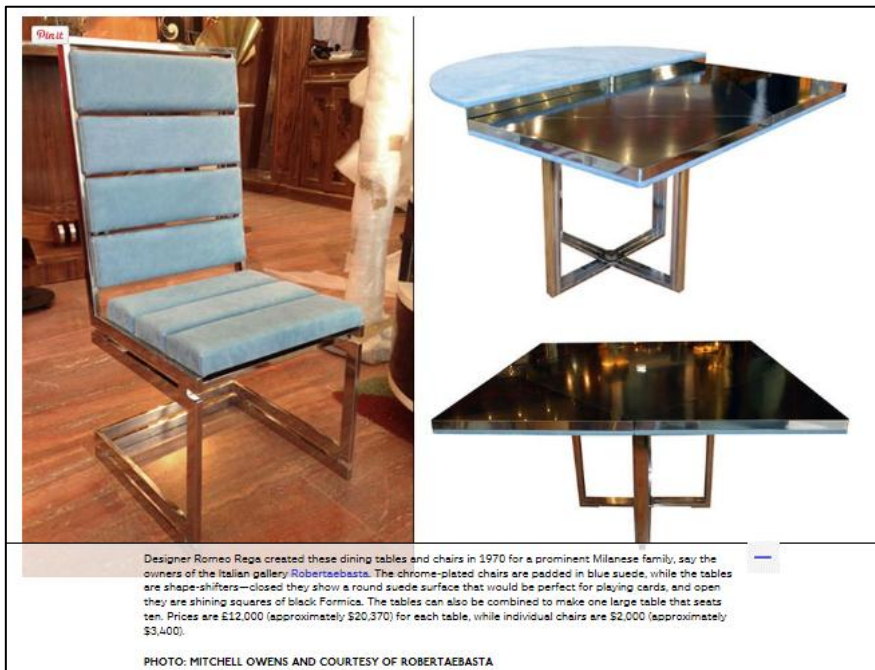 Pin it
Designer Romeo Rega created these dining tables and chairs in 1970 for a prominent Milanese family, say the
owners of the Italian gallery Robertaebasta. The chrome-plated chairs are padded in blue suede, while the tables
are shape-shifters—closed they show a round suede surface that would be perfect for playing cards, and open
they are shining squares of black Formica. The tables can also be combined to make one large table that seats
ten. Prices are £12,000 (approximately $20,370) for each table, while individual chairs are $2,000 (approximately
$3,400).
PHOTO: MITCHELL OWENS AND COURTESY OF ROBERTAEBASTA